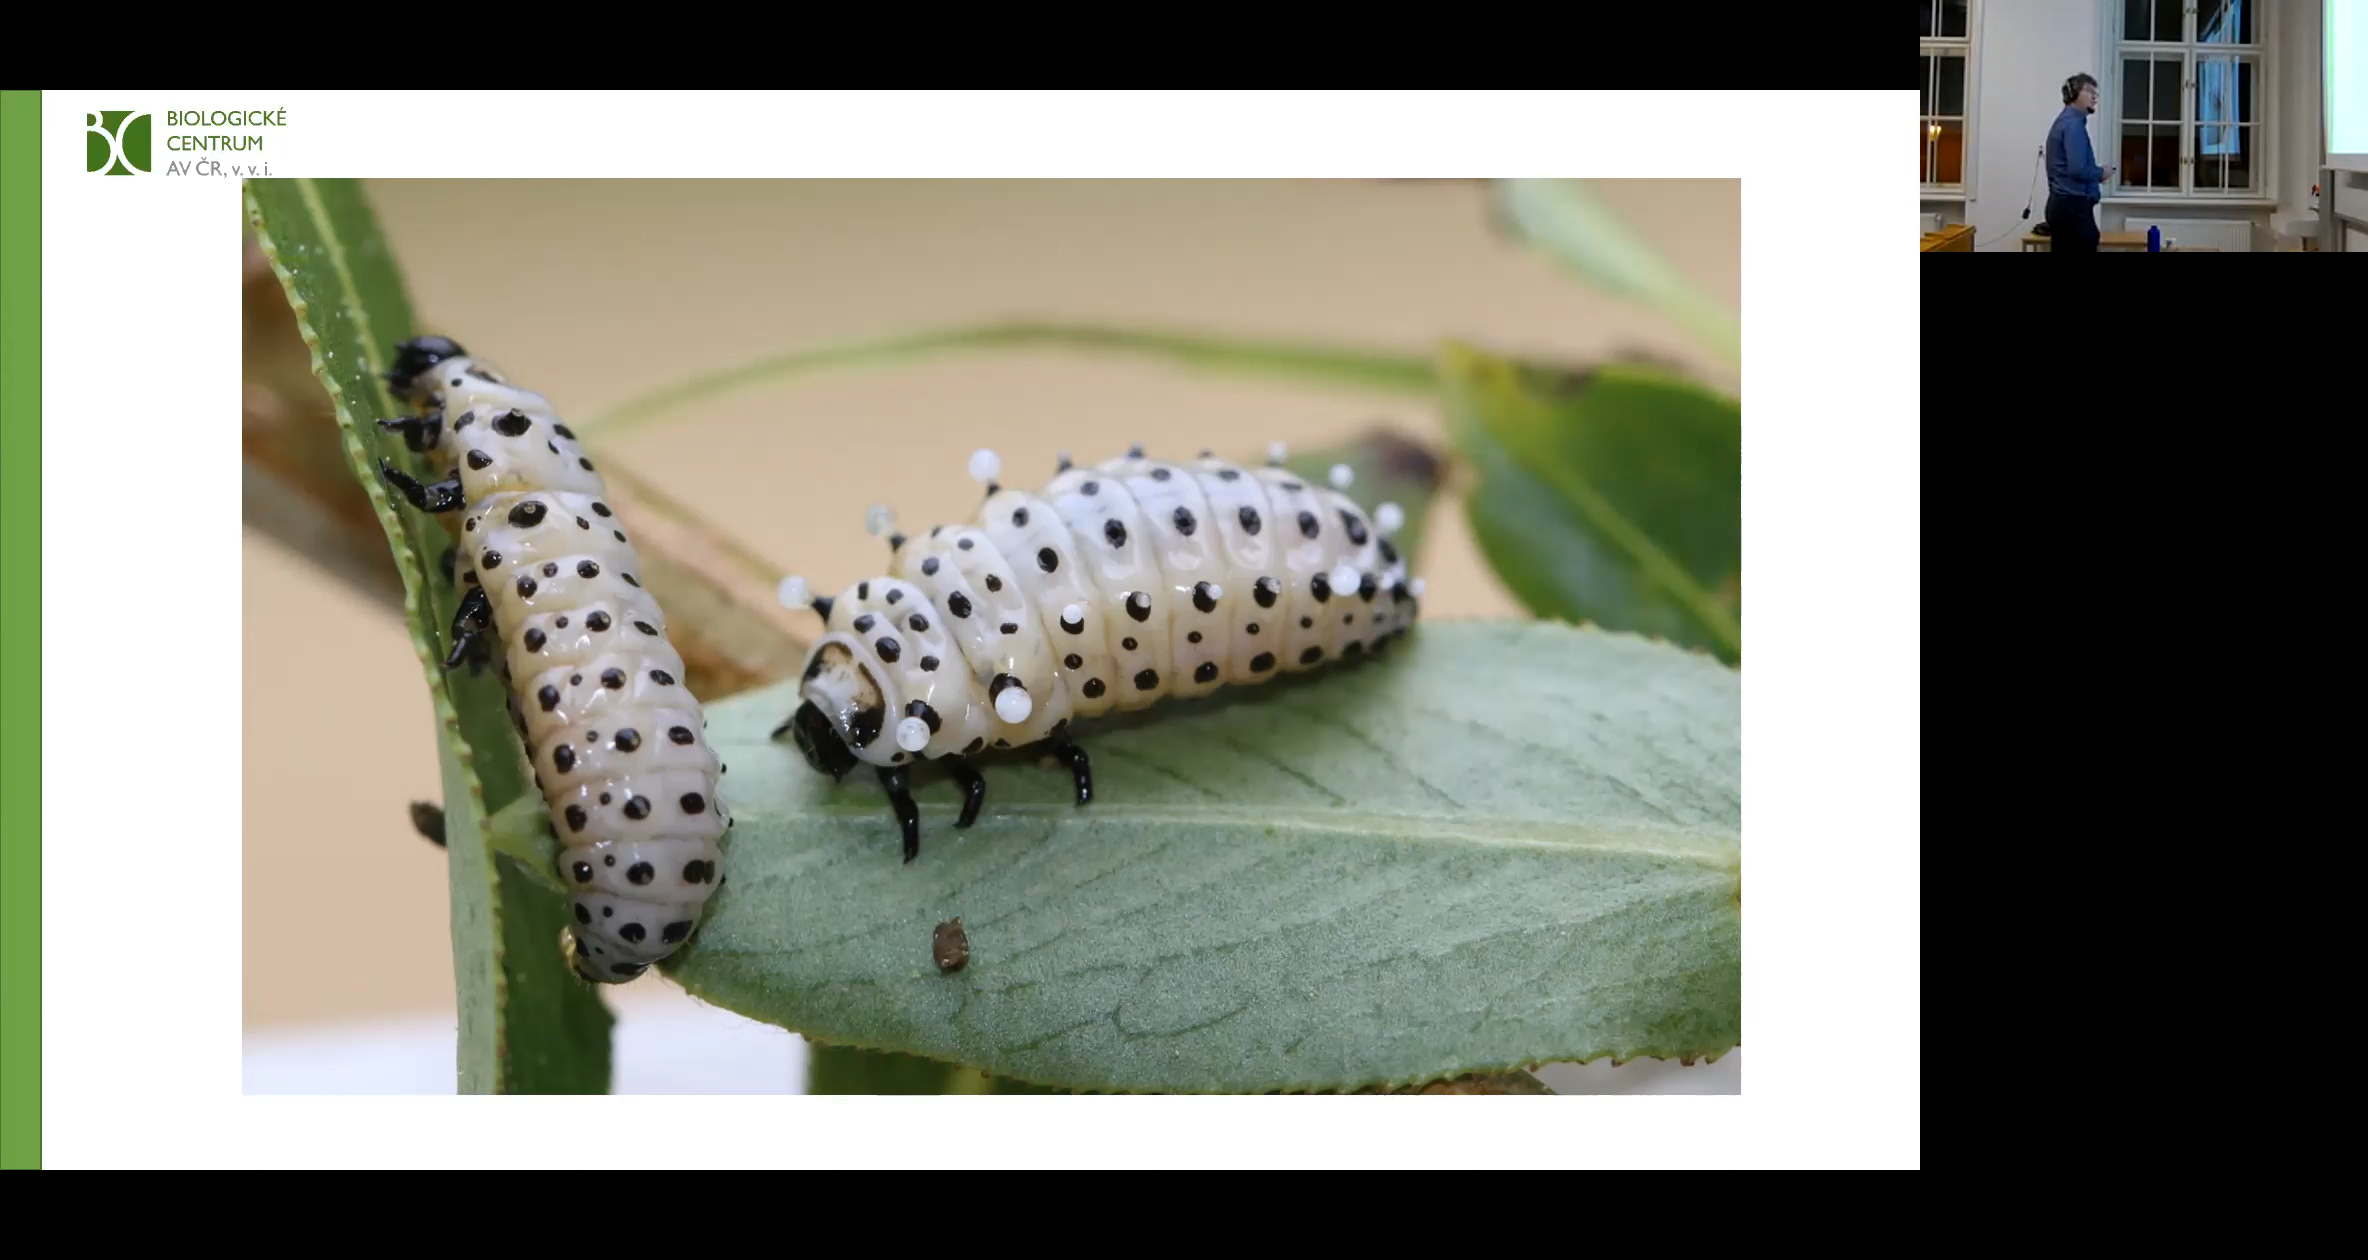 BIOLOGICKÉ
CENTRUM
AV ČR, v. v. i.